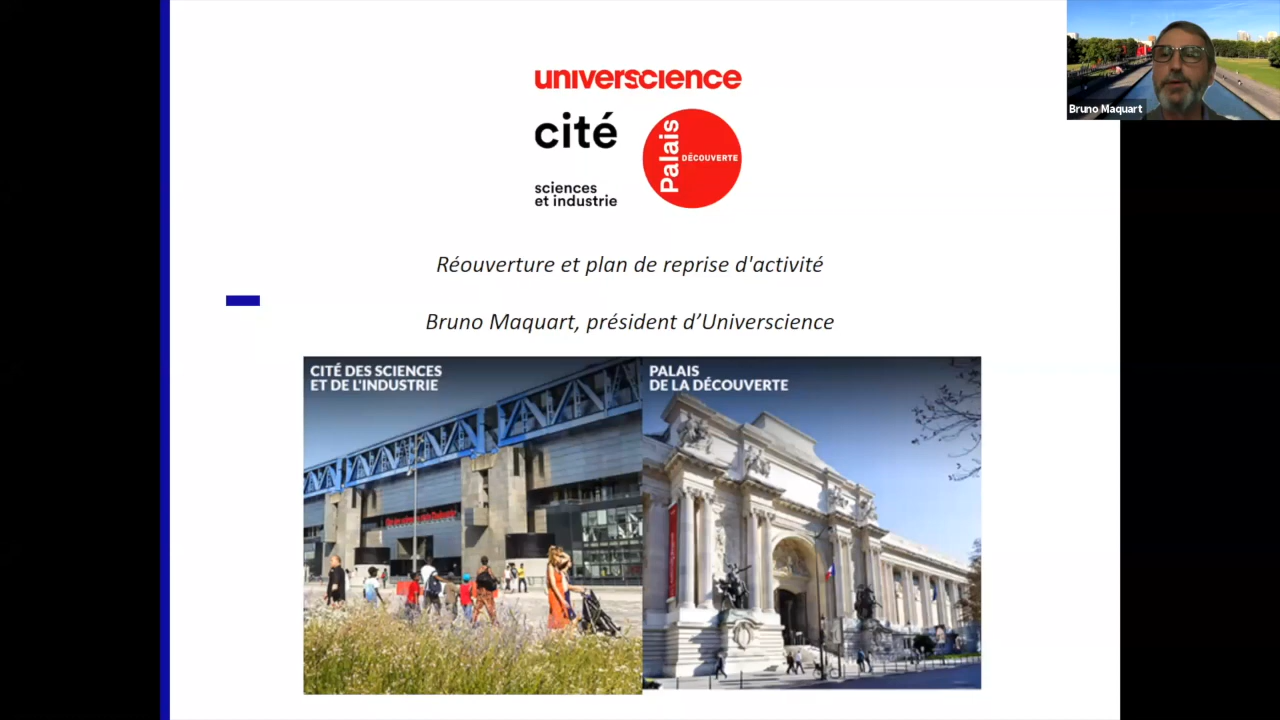 universcience
cité
sciences
et industrie
Palais
DÉCOUVERTE
Bruno Maquart
Réouverture et plan de reprise d'activité
Bruno Maquart, président d’Universcience
CITÉ DES SCIENCES
ET DE L'INDUSTRIE
PALAIS
DE LA DÉCOUVERTE